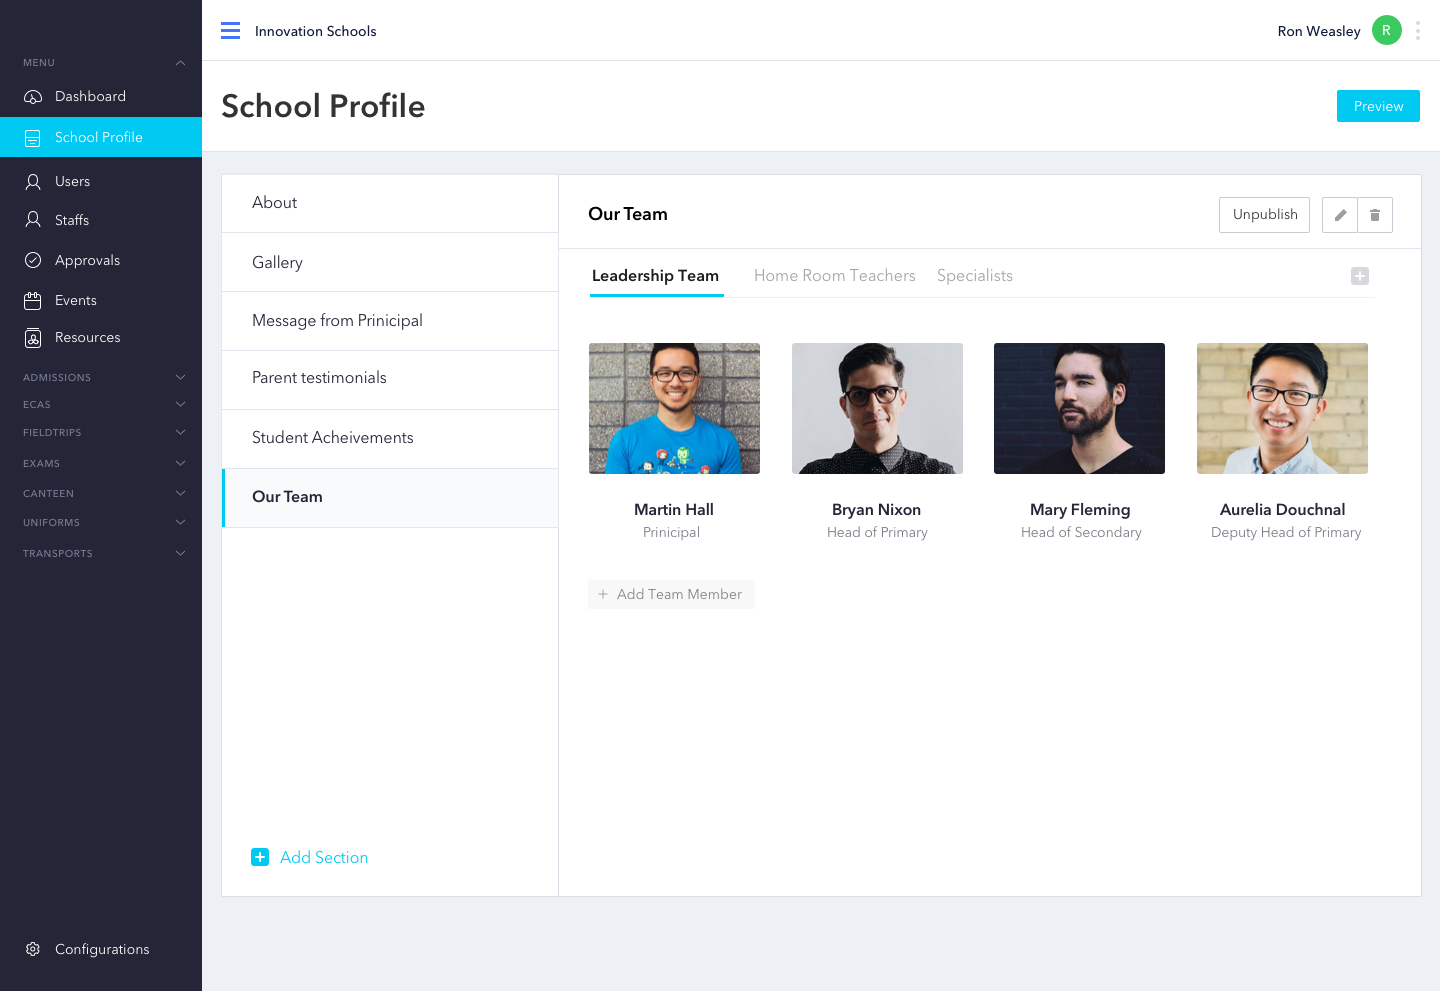 Innovation Schools
Ron Weasley
R
MENU
Dashboard
School Profile
Users
Staffs
Approvals
Events
Resources
ADMISSIONS
ECAS
FIELDTRIPS
EXAMS
CANTEEN
UNIFORMS
TRANSPORTS
Configurations
School Profile
Preview
About
Gallery
Message from Prinicipal
Parent testimonials
Student Acheivements
Our Team
Add Section
Our Team
Unpublish
Leadership Team
Home Room Teachers
Specialists
Martin Hall
Prinicipal
Bryan Nixon
Head of Primary
Mary Fleming
Head of Secondary
Aurelia Douchnal
Deputy Head of Primary
+ Add Team Member